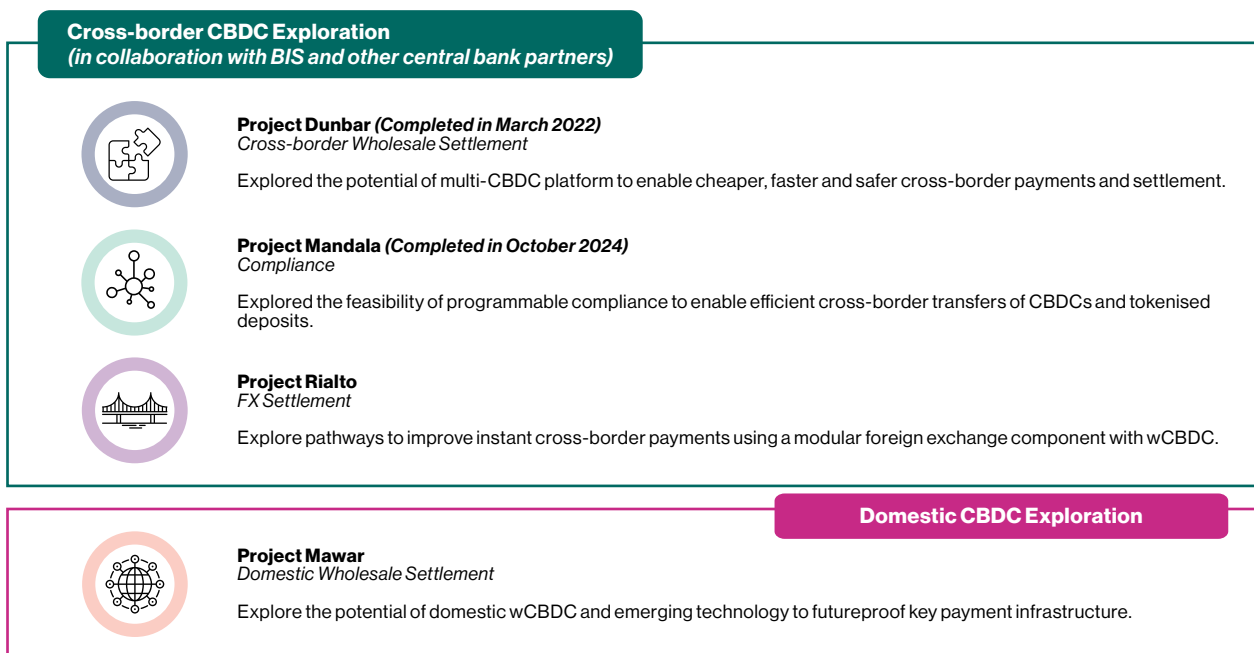 Cross-border CBDC Exploration
(in collaboration with BIS and other central bank partners)
Project Dunbar (Completed in March 2022)
Cross-border Wholesale Settlement
Explored the potential of multi-CBDC platform to enable cheaper, faster and safer cross-border payments and settlement.
Project Mandala (Completed in October 2024)
Compliance
Explored the feasibility of programmable compliance to enable efficient cross-border transfers of CBDCs and tokenised
deposits.
Project Rialto
FX Settlement
Explore pathways to improve instant cross-border payments using a modular foreign exchange component with wCBDC.
Domestic CBDC Exploration
Project Mawar
Domestic Wholesale Settlement
Explore the potential of domestic wCBDC and emerging technology to futureproof key payment infrastructure.